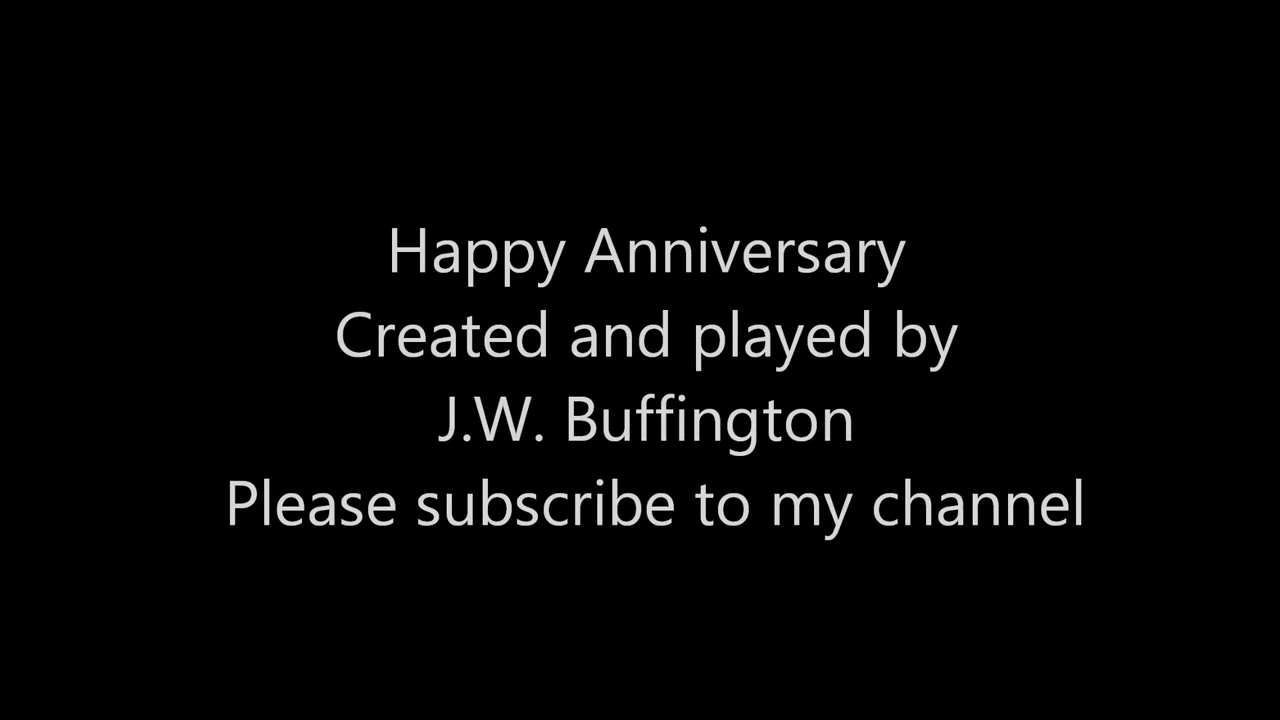 Happy Anniversary
Created and played by
J.W. Buffington
Please subscribe to my channel